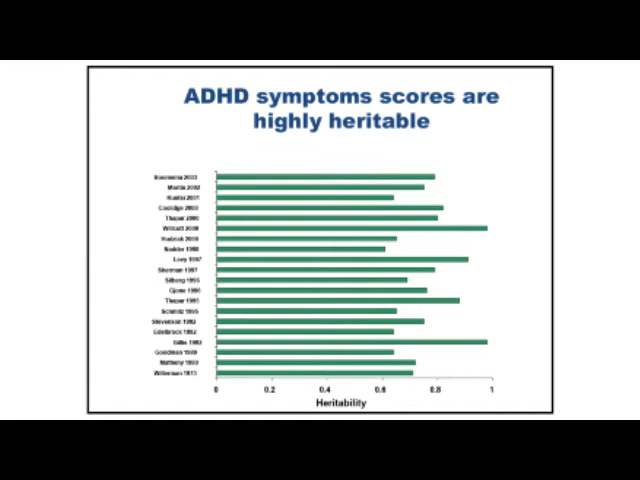 ADHD symptoms scores are
highly heritable
Martin 2002
Kuntsi 2001
Coolidge 2000
Thapar 2000
Willcutt 2000
Hudziak 2000
Nadder 1998
Levy 1997
Sherman 1997
Silberg 1996
Gjone 1996
Thapar 1995
Schmitz 1995
Stevenson 1992
Edelbrock 1992
Gillis 1992
Goodman 1989
Matheny 1980
Willerman 1973
0 0.2 0.4 0.6 0.8 1
Heritability